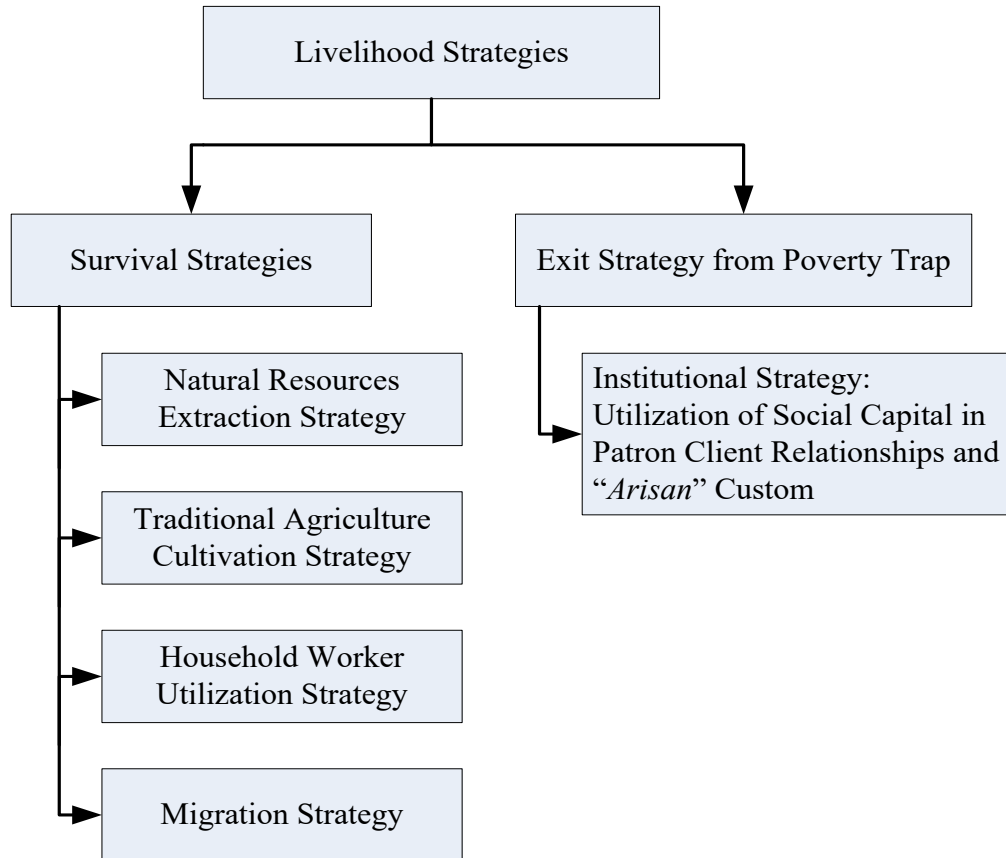 Livelihood Strategies
Survival Strategies
Exit Strategy from Poverty Trap
Natural Resources
Extraction Strategy
Traditional Agriculture
Cultivation Strategy
Household Worker
Utilization Strategy
Migration Strategy
Institutional Strategy:
Utilization of Social Capital in
Patron Client Relationships and
“Arisan” Custom